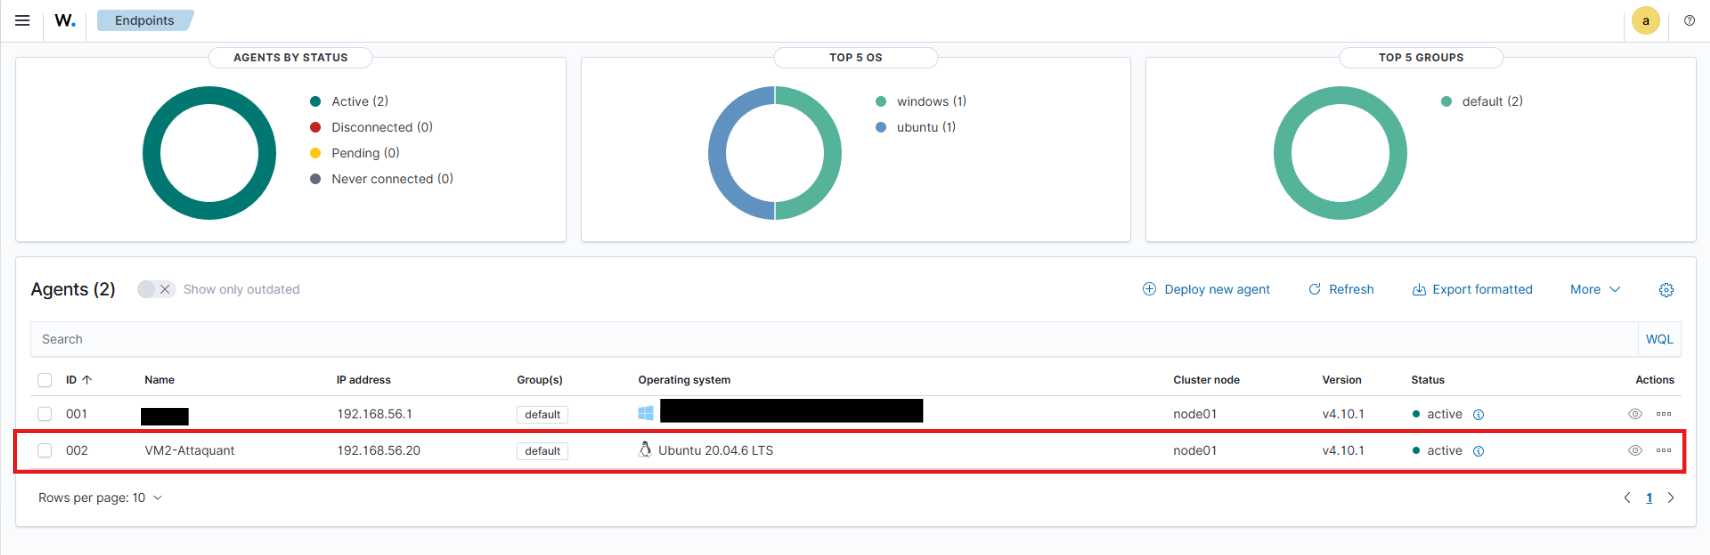 W. Endpoints a
AGENTS BY STATUS
Active (2)
Disconnected (0)
Pending (0)
Never connected (0)
TOP 5 OS
windows (1)
ubuntu (1)
TOP 5 GROUPS
default (2)
Agents (2) Show only outdated Deploy new agent Refresh Export formatted More
Search WQL
ID Name IP address Group(s) Operating system Cluster node Version Status Actions
001 192.168.56.1 default node01 v4.10.1 active
002 VM2-Attaquant 192.168.56.20 default Ubuntu 20.04.6 LTS node01 v4.10.1 active
Rows per page: 10 1